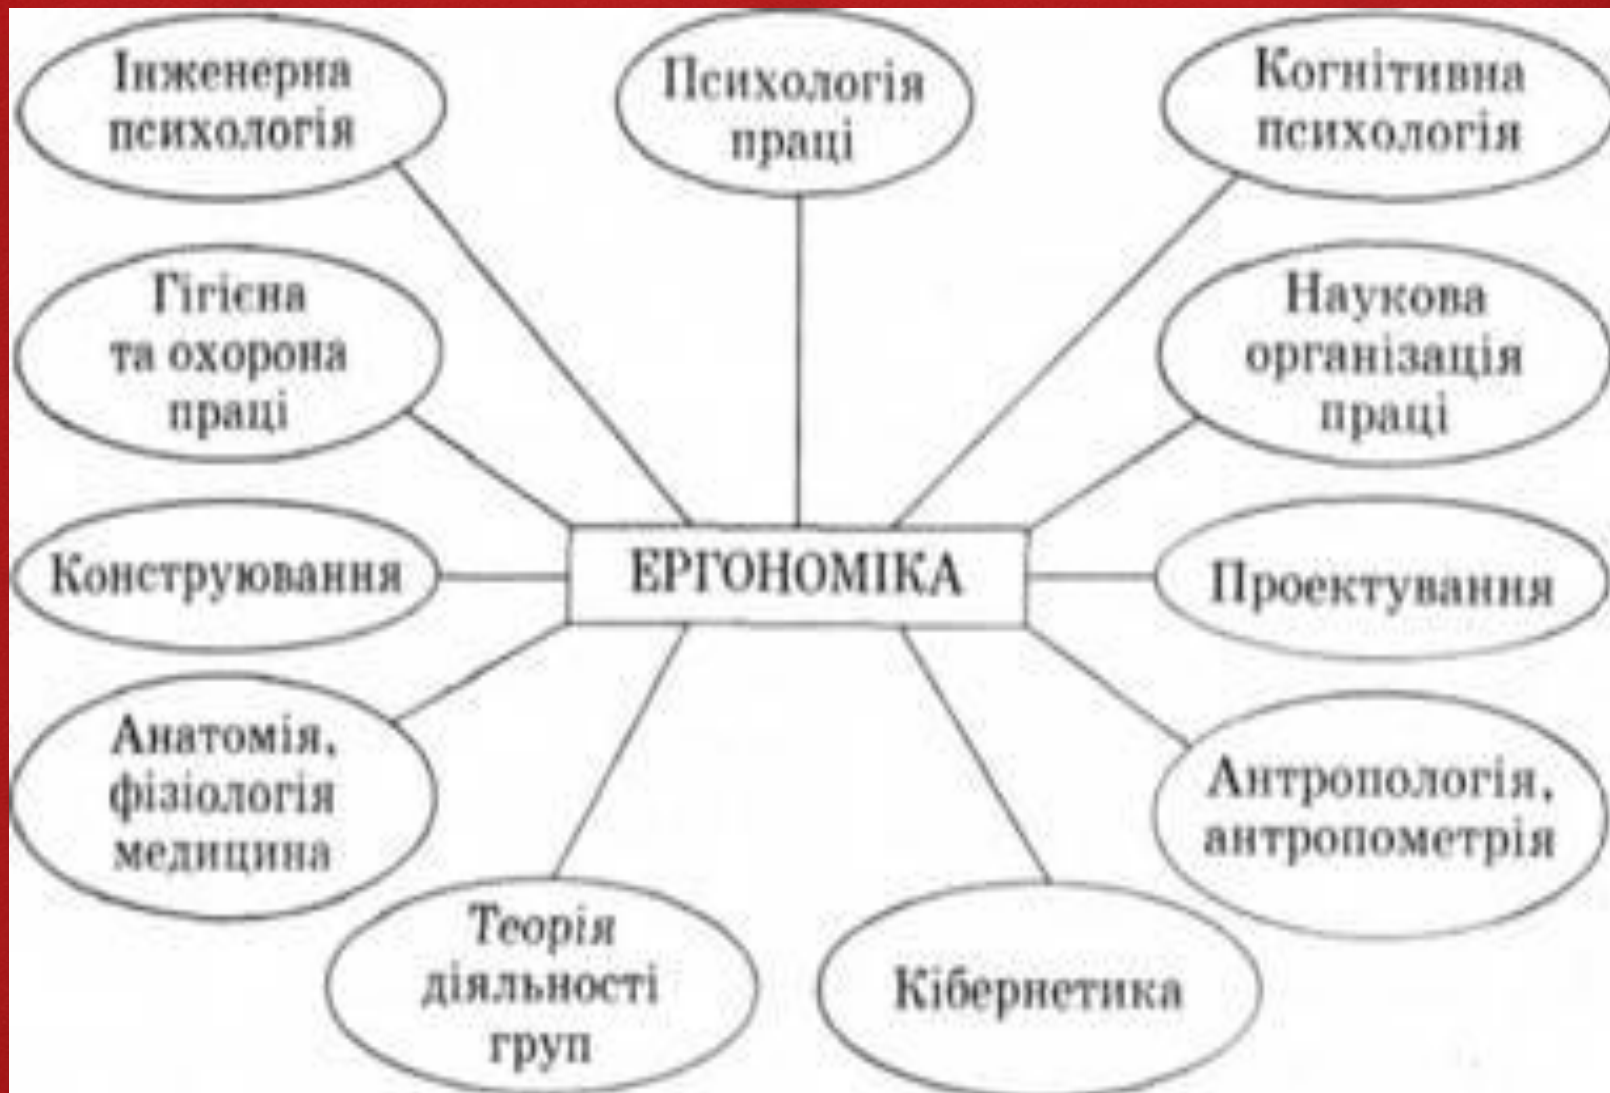 Інженерна
психологія
Психологія
праці
Когнітивна
психологія
Гігієна
та охорона
праці
Наукова
організація
праці
Конструювання
ЕРГОНОМІКА
Проектування
Анатомія,
фізіологія
медицина
Антропологія,
антропометрія
Теорія
діяльності
груп
Кібернетика